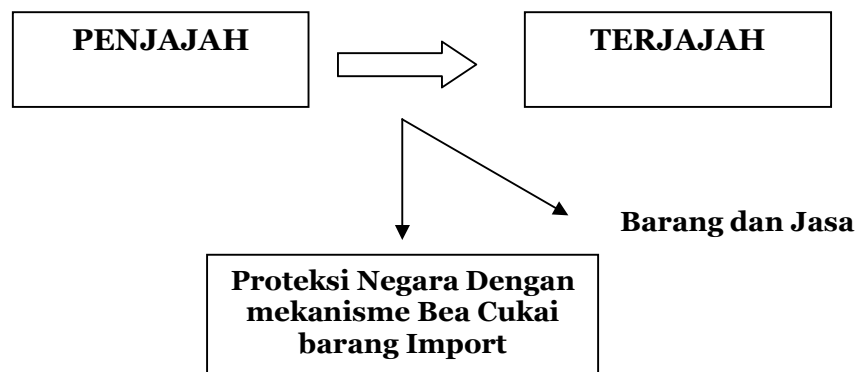 PENJAJAH
TERJAJAH
Barang dan Jasa
Proteksi Negara Dengan
mekanisme Bea Cukai
barang Import